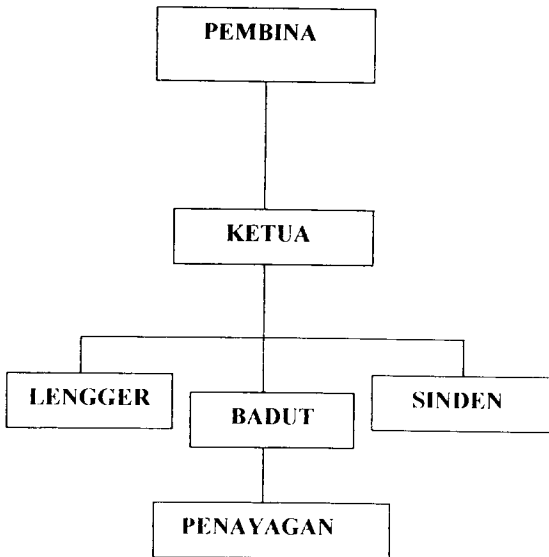 PEMBINA
KETUA
LENGGER
BADUT
SINDEN
PENAYAGAN